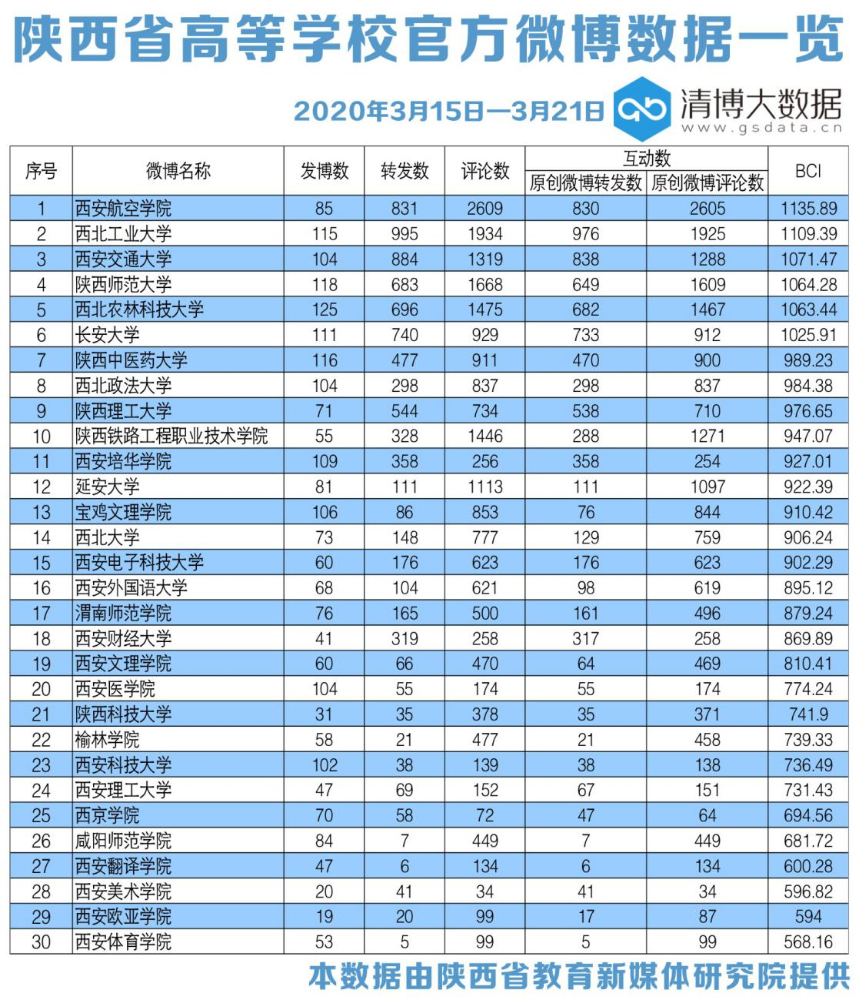 陕西省高等学校官方微博数据一览
2020年3月15日—3月21日
清博大数据
www.gsdata.cn
序号 微博名称 发博数 转发数 评论数 互动数 BCI
原创微博转发数 原创微博评论数
1 西安航空学院 85 831 2609 830 2605 1135.89
2 西北工业大学 115 995 1934 976 1925 1109.39
3 西安交通大学 104 884 1319 838 1288 1071.47
4 陕西师范大学 118 683 1668 649 1609 1064.28
5 西北农林科技大学 125 696 1475 682 1467 1063.44
6 长安大学 111 740 929 733 912 1025.91
7 陕西中医药大学 116 477 911 470 900 989.23
8 西北政法大学 104 298 837 298 837 984.38
9 陕西理工大学 71 544 734 538 710 976.65
10 陕西铁路工程职业技术学院 55 328 1446 288 1271 947.07
11 西安培华学院 109 358 256 358 254 927.01
12 延安大学 81 111 1113 111 1097 922.39
13 宝鸡文理学院 106 86 853 76 844 910.42
14 西北大学 73 148 777 129 759 906.24
15 西安电子科技大学 60 176 623 176 623 902.29
16 西安外国语大学 68 104 621 98 619 895.12
17 渭南师范学院 76 165 500 161 496 879.24
18 西安财经大学 41 319 258 317 258 869.89
19 西安文理学院 60 66 470 64 469 810.41
20 西安医学院 104 55 174 55 174 774.24
21 陕西科技大学 31 35 378 35 371 741.9
22 榆林学院 58 21 477 21 458 739.33
23 西安科技大学 102 38 139 38 138 736.49
24 西安理工大学 47 69 152 67 151 731.43
25 西京学院 70 58 72 47 64 694.56
26 咸阳师范学院 84 7 449 7 449 681.72
27 西安翻译学院 47 6 134 6 134 600.28
28 西安美术学院 20 41 34 41 34 596.82
29 西安欧亚学院 19 20 99 17 87 594
30 西安体育学院 53 5 99 5 99 568.16
本数据由陕西省教育新媒体研究院提供